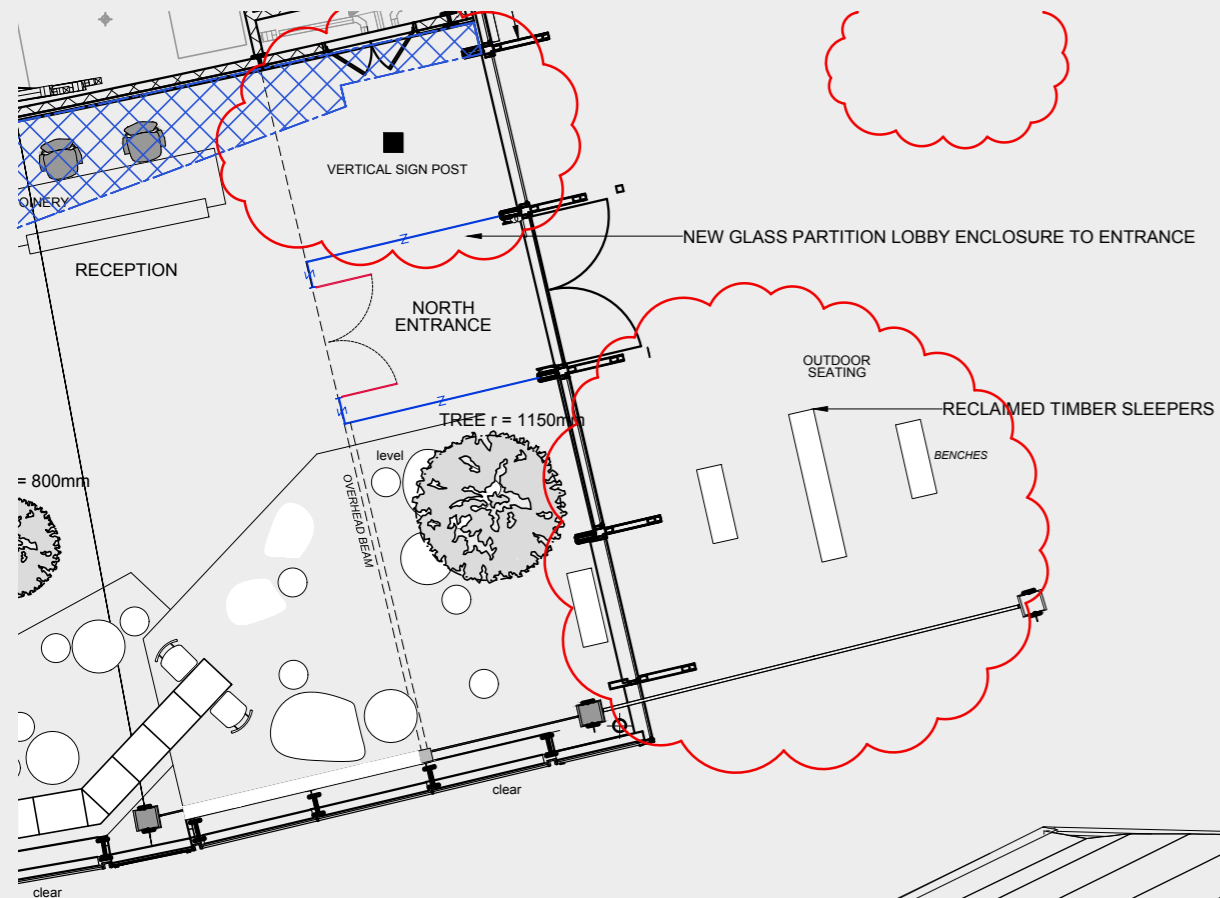 VERTICAL SIGN POST
OINERY
NEW GLASS PARTITION LOBBY ENCLOSURE TO ENTRANCE
RECEPTION
NORTH
ENTRANCE
OUTDOOR
SEATING
RECLAIMED TIMBER SLEEPERS
TREE r = 1150mm
level
BENCHES
= 800mm
OVERHEAD BEAM
clear
clear